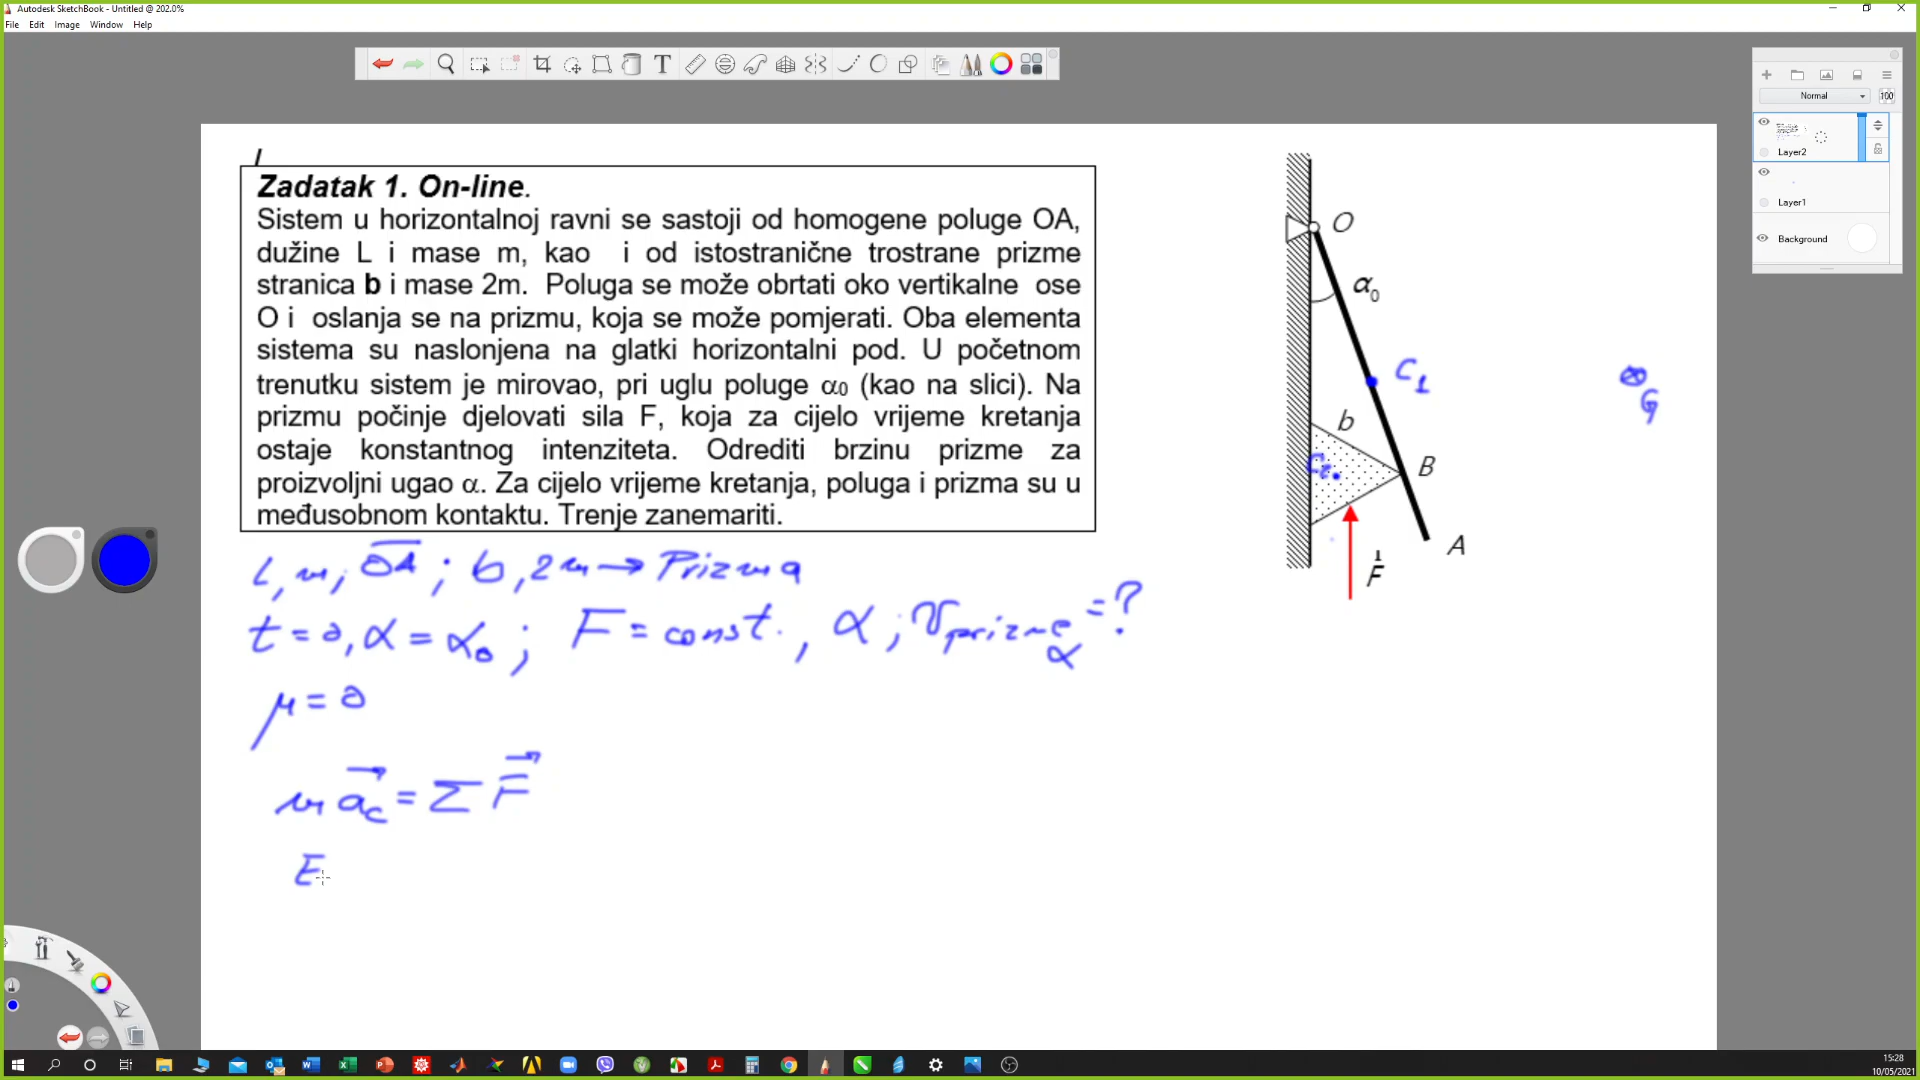 Autodesk SketchBook - Untitled @ 202.0%
File Edit Image Window Help
Normal 100
Layer2
Layer1
Background
Zadatak 1. On-line.
Sistem u horizontalnoj ravni se sastoji od homogene poluge OA,
dužine L i mase m, kao i od istostranične trostrane prizme
stranica b i mase 2m. Poluga se može obrtati oko vertikalne ose
O i oslanja se na prizmu, koja se može pomjerati. Oba elementa
sistema su naslonjena na glatki horizontalni pod. U početnom
trenutku sistem je mirovao, pri uglu poluge α0 (kao na slici). Na
prizmu počinje djelovati sila F, koja za cijelo vrijeme kretanja
ostaje konstantnog intenziteta. Odrediti brzinu prizme za
proizvoljni ugao α. Za cijelo vrijeme kretanja, poluga i prizma su u
međusobnom kontaktu. Trenje zanemariti.
O
α0
C1
G
b
C2
B
A
F
L, m, OA; b, 2m → Prizma
t=0, α=α0; F=const., α; Vprizme α =?
μ=0
m ac = Σ F
E
15:28
10/05/2021